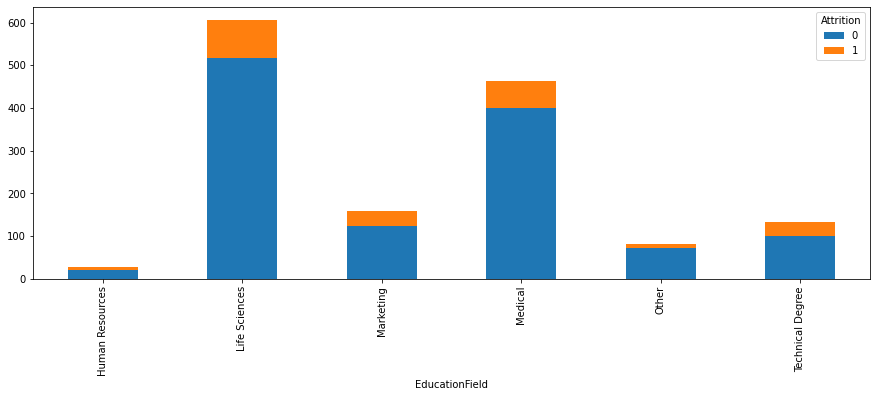 600
500
400
300
200
100
0
Attrition
0
1
Human Resources
Life Sciences
Marketing
Medical
Other
Technical Degree
EducationField